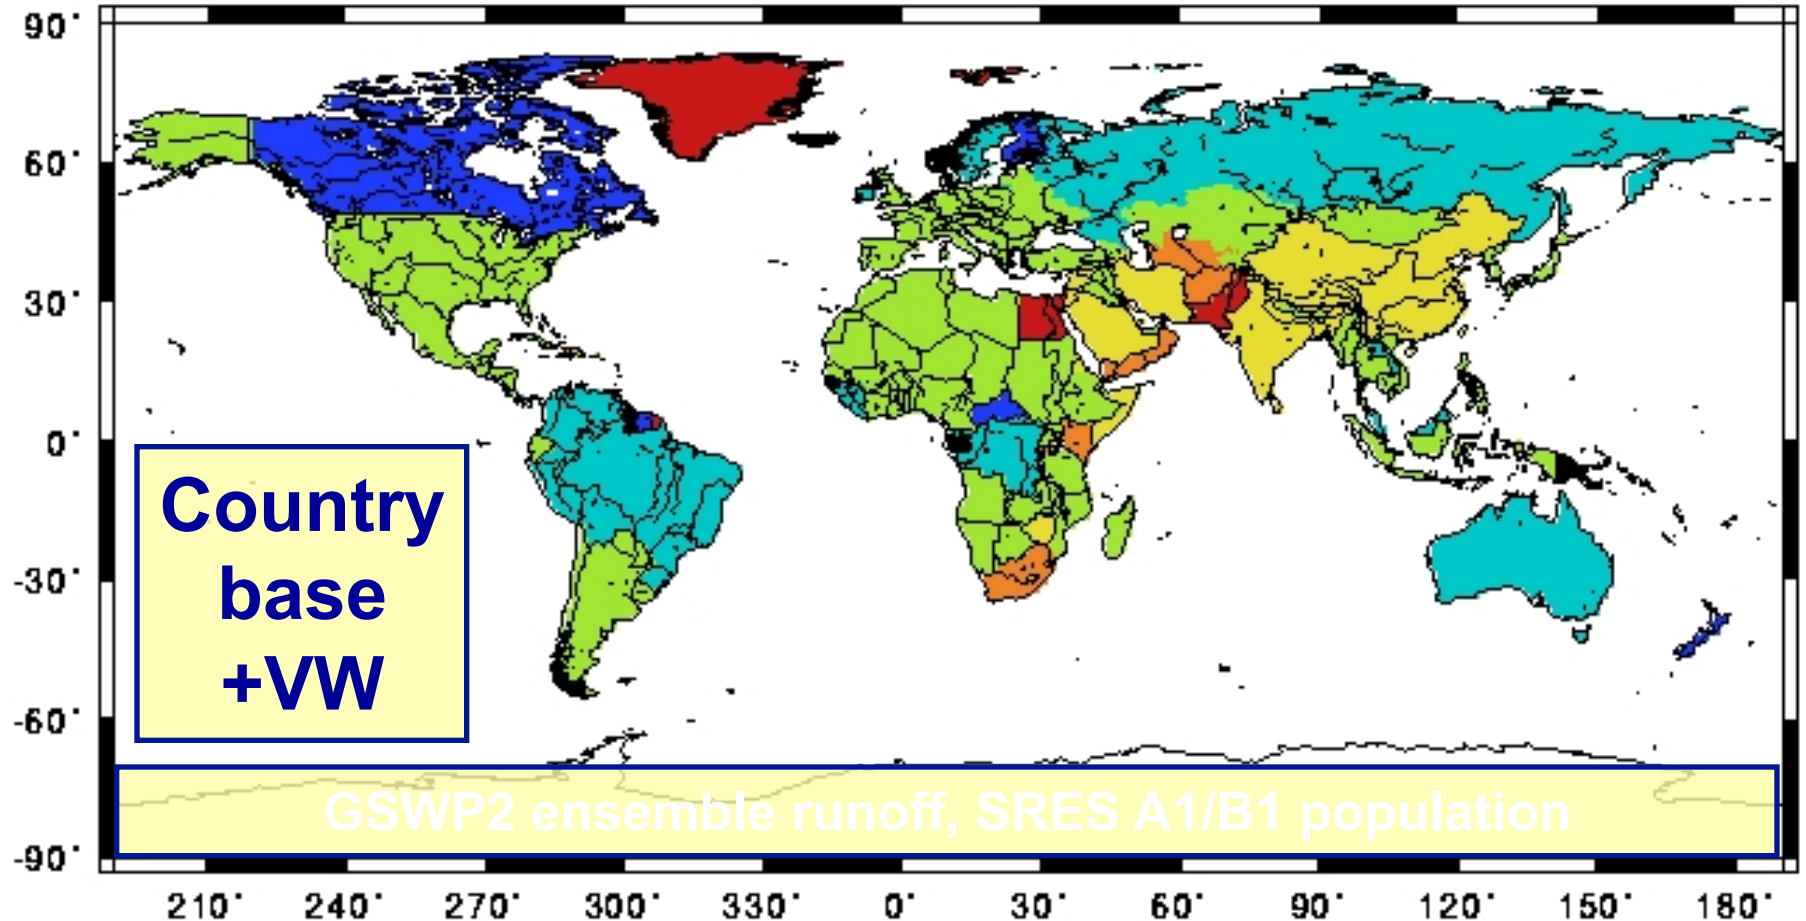 90°
60°
30°
0°
-30°
-60°
-90°
Country
base
+VW
GSWP2 ensemble runoff, SRES A1/B1 population
210° 240° 270° 300° 330° 0° 30° 60° 90° 120° 150° 180°